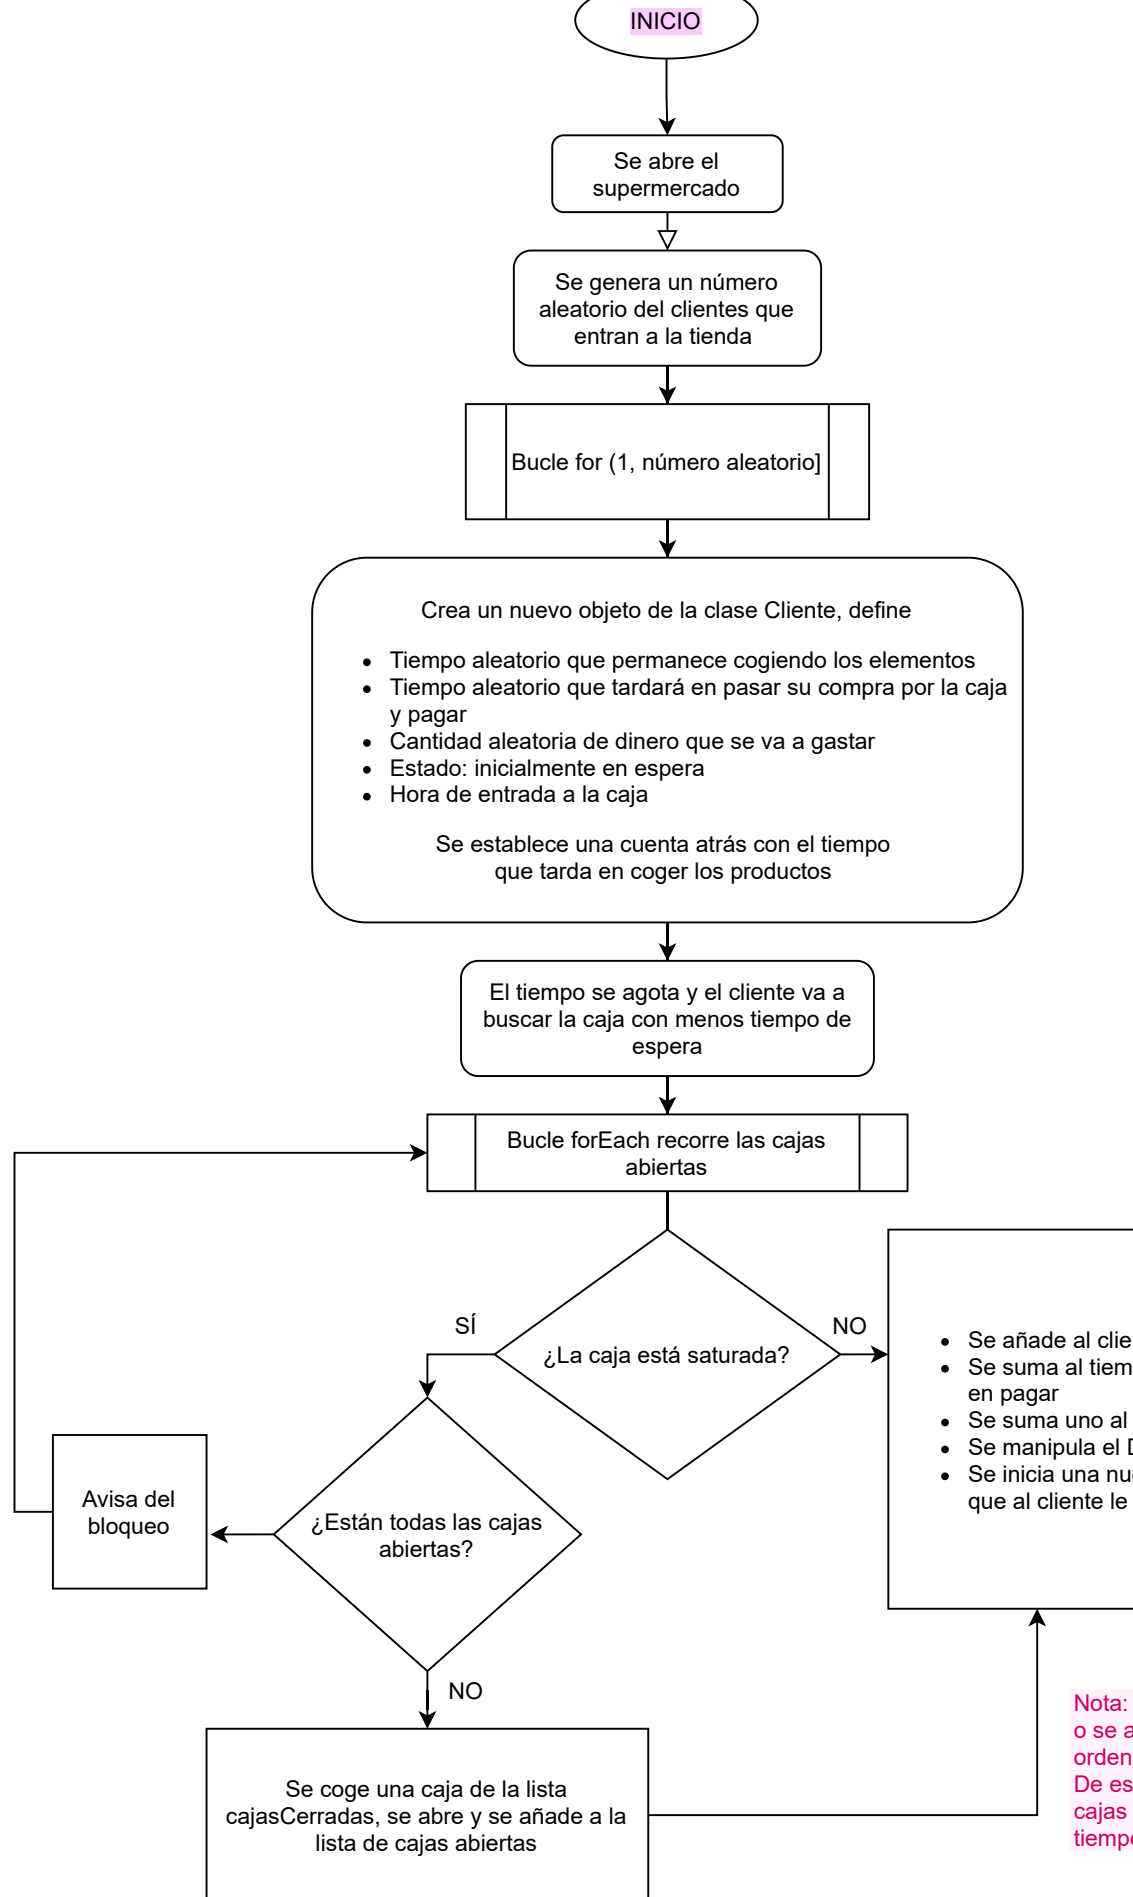 INICIO
Se abre el
supermercado
Se genera un número
aleatorio del clientes que
entran a la tienda
Bucle for (1, número aleatorio]
Crea un nuevo objeto de la clase Cliente, define
Tiempo aleatorio que permanece cogiendo los elementos
Tiempo aleatorio que tardará en pasar su compra por la caja
y pagar
Cantidad aleatoria de dinero que se va a gastar
Estado: inicialmente en espera
Hora de entrada a la caja
Se establece una cuenta atrás con el tiempo
que tarda en coger los productos
El tiempo se agota y el cliente va a
buscar la caja con menos tiempo de
espera
Bucle forEach recorre las cajas
abiertas
SÍ
¿La caja está saturada?
NO
Se añade al
Se suma al
en pagar
Se suma uno al
Se manipula el
Se inicia una
que al cliente le
Avisa del
bloqueo
¿Están todas las cajas
abiertas?
NO
Se coge una caja de la lista
cajasCerradas, se abre y se añade a la
lista de cajas abiertas
Nota:
o se
De
cajas